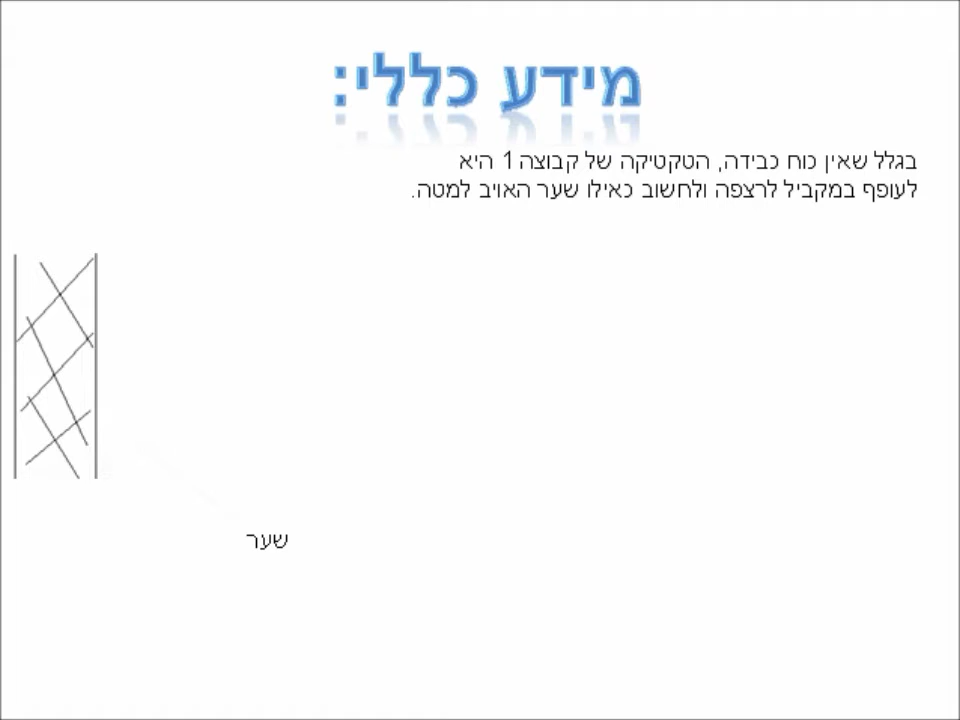 מידע כללי:
בגלל שאין כוח כבידה, הטקטיקה של קבוצה 1 היא
לעופף במקביל לרצפה ולחשוב כאילו שער האויב למטה.
שער